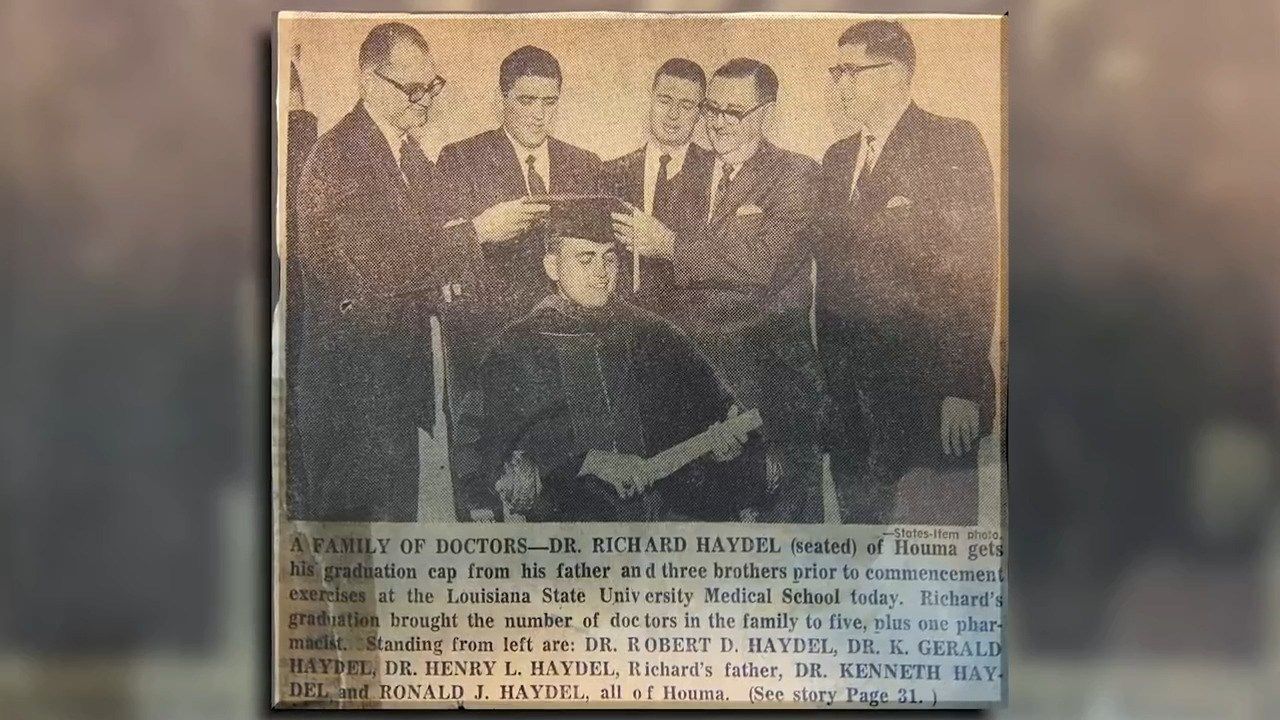 —States-Item photo.
A FAMILY OF DOCTORS—DR. RICHARD HAYDEL (seated) of Houma gets
his graduation cap from his father and three brothers prior to commencement
exercises at the Louisiana State University Medical School today. Richard's
graduation brought the number of doctors in the family to five, plus one phar-
macist. Standing from left are: DR. ROBERT D. HAYDEL, DR. K. GERALD
HAYDEL, DR. HENRY L. HAYDEL, Richard's father, DR. KENNETH HAY-
DEL and RONALD J. HAYDEL, all of Houma. (See story Page 31.)